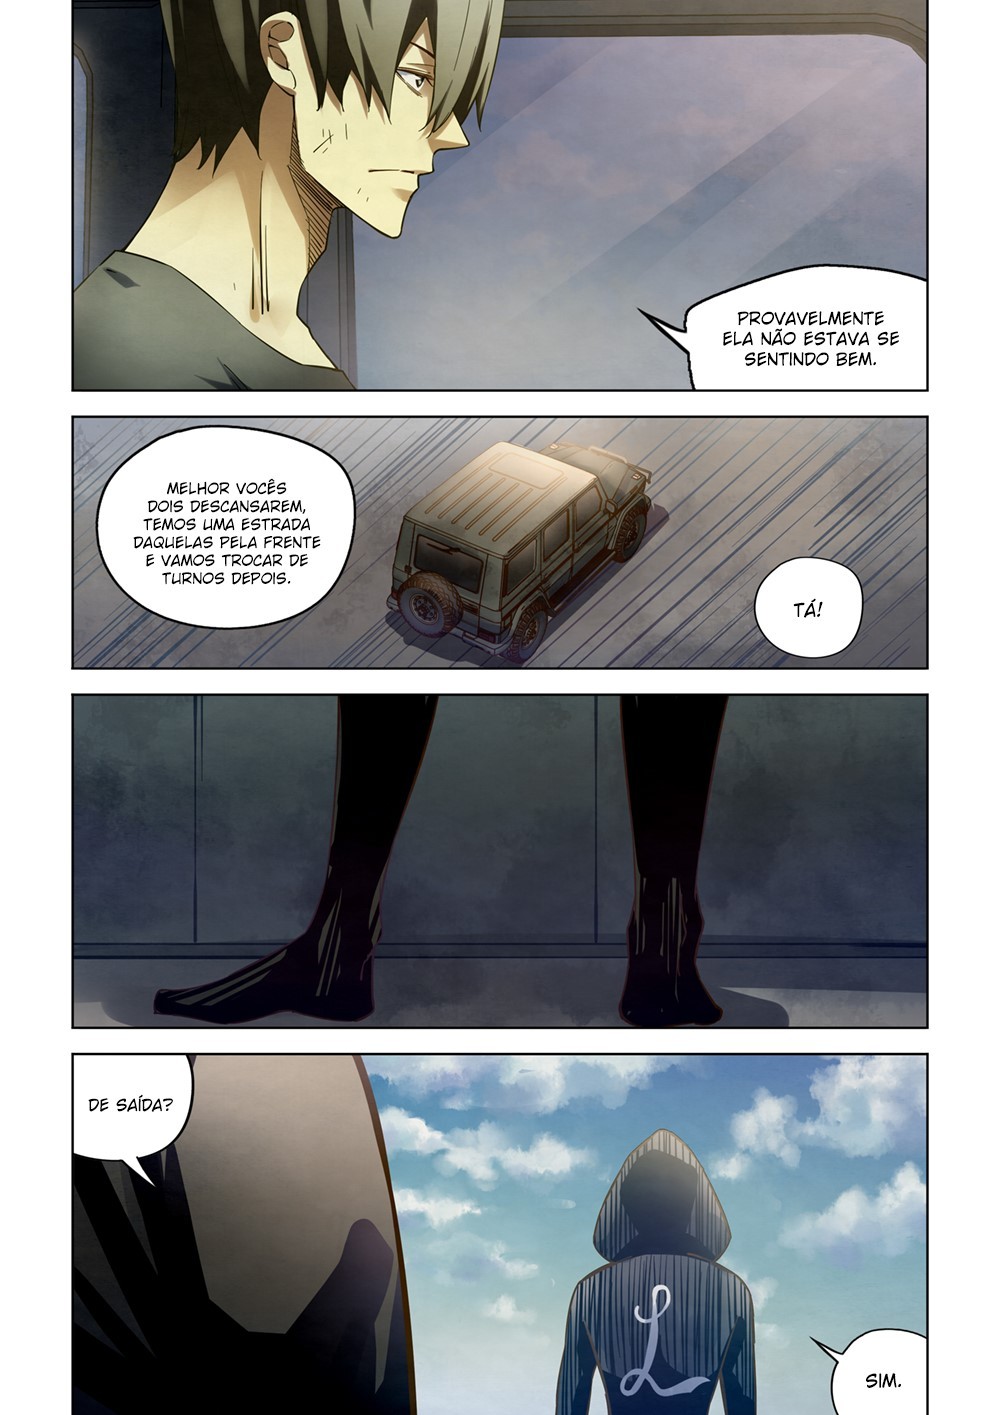 PROVAVELMENTE
ELA NÃO ESTAVA SE
SENTINDO BEM.
MELHOR VOCÊS
DOIS DESCANSAREM,
TEMOS UMA ESTRADA
DAQUELAS PELA FRENTE
E VAMOS TROCAR DE
TURNOS DEPOIS.
TÁ!
DE SAÍDA?
L
SIM.